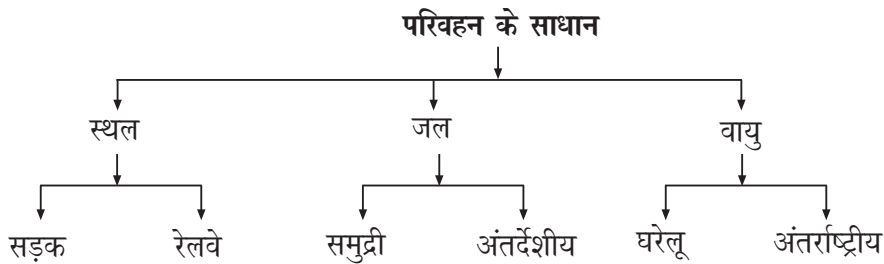 परिवहन के साधान
स्थल जल वायु
सड़क रेलवे समुद्री अंतर्देशीय घरेलू अंतर्राष्ट्रीय